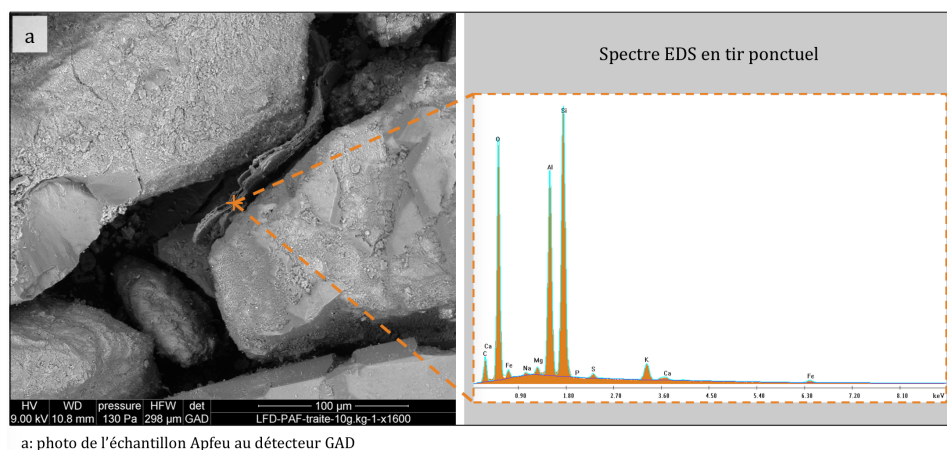 a
Spectre EDS en tir ponctuel
Si
O
Al
Ca
C
Fe
Na
Mg
P
S
K
Ca
Fe
0.90 1.80 2.70 3.60 4.50 5.40 6.30 7.20 8.10 keV
HV WD pressure HFW det
9.00 kV 10.8 mm 130 Pa 298 µm GAD
100 µm
LFD-PAF-traite-10g.kg-1-x1600
a: photo de l'échantillon Apfeu au détecteur GAD